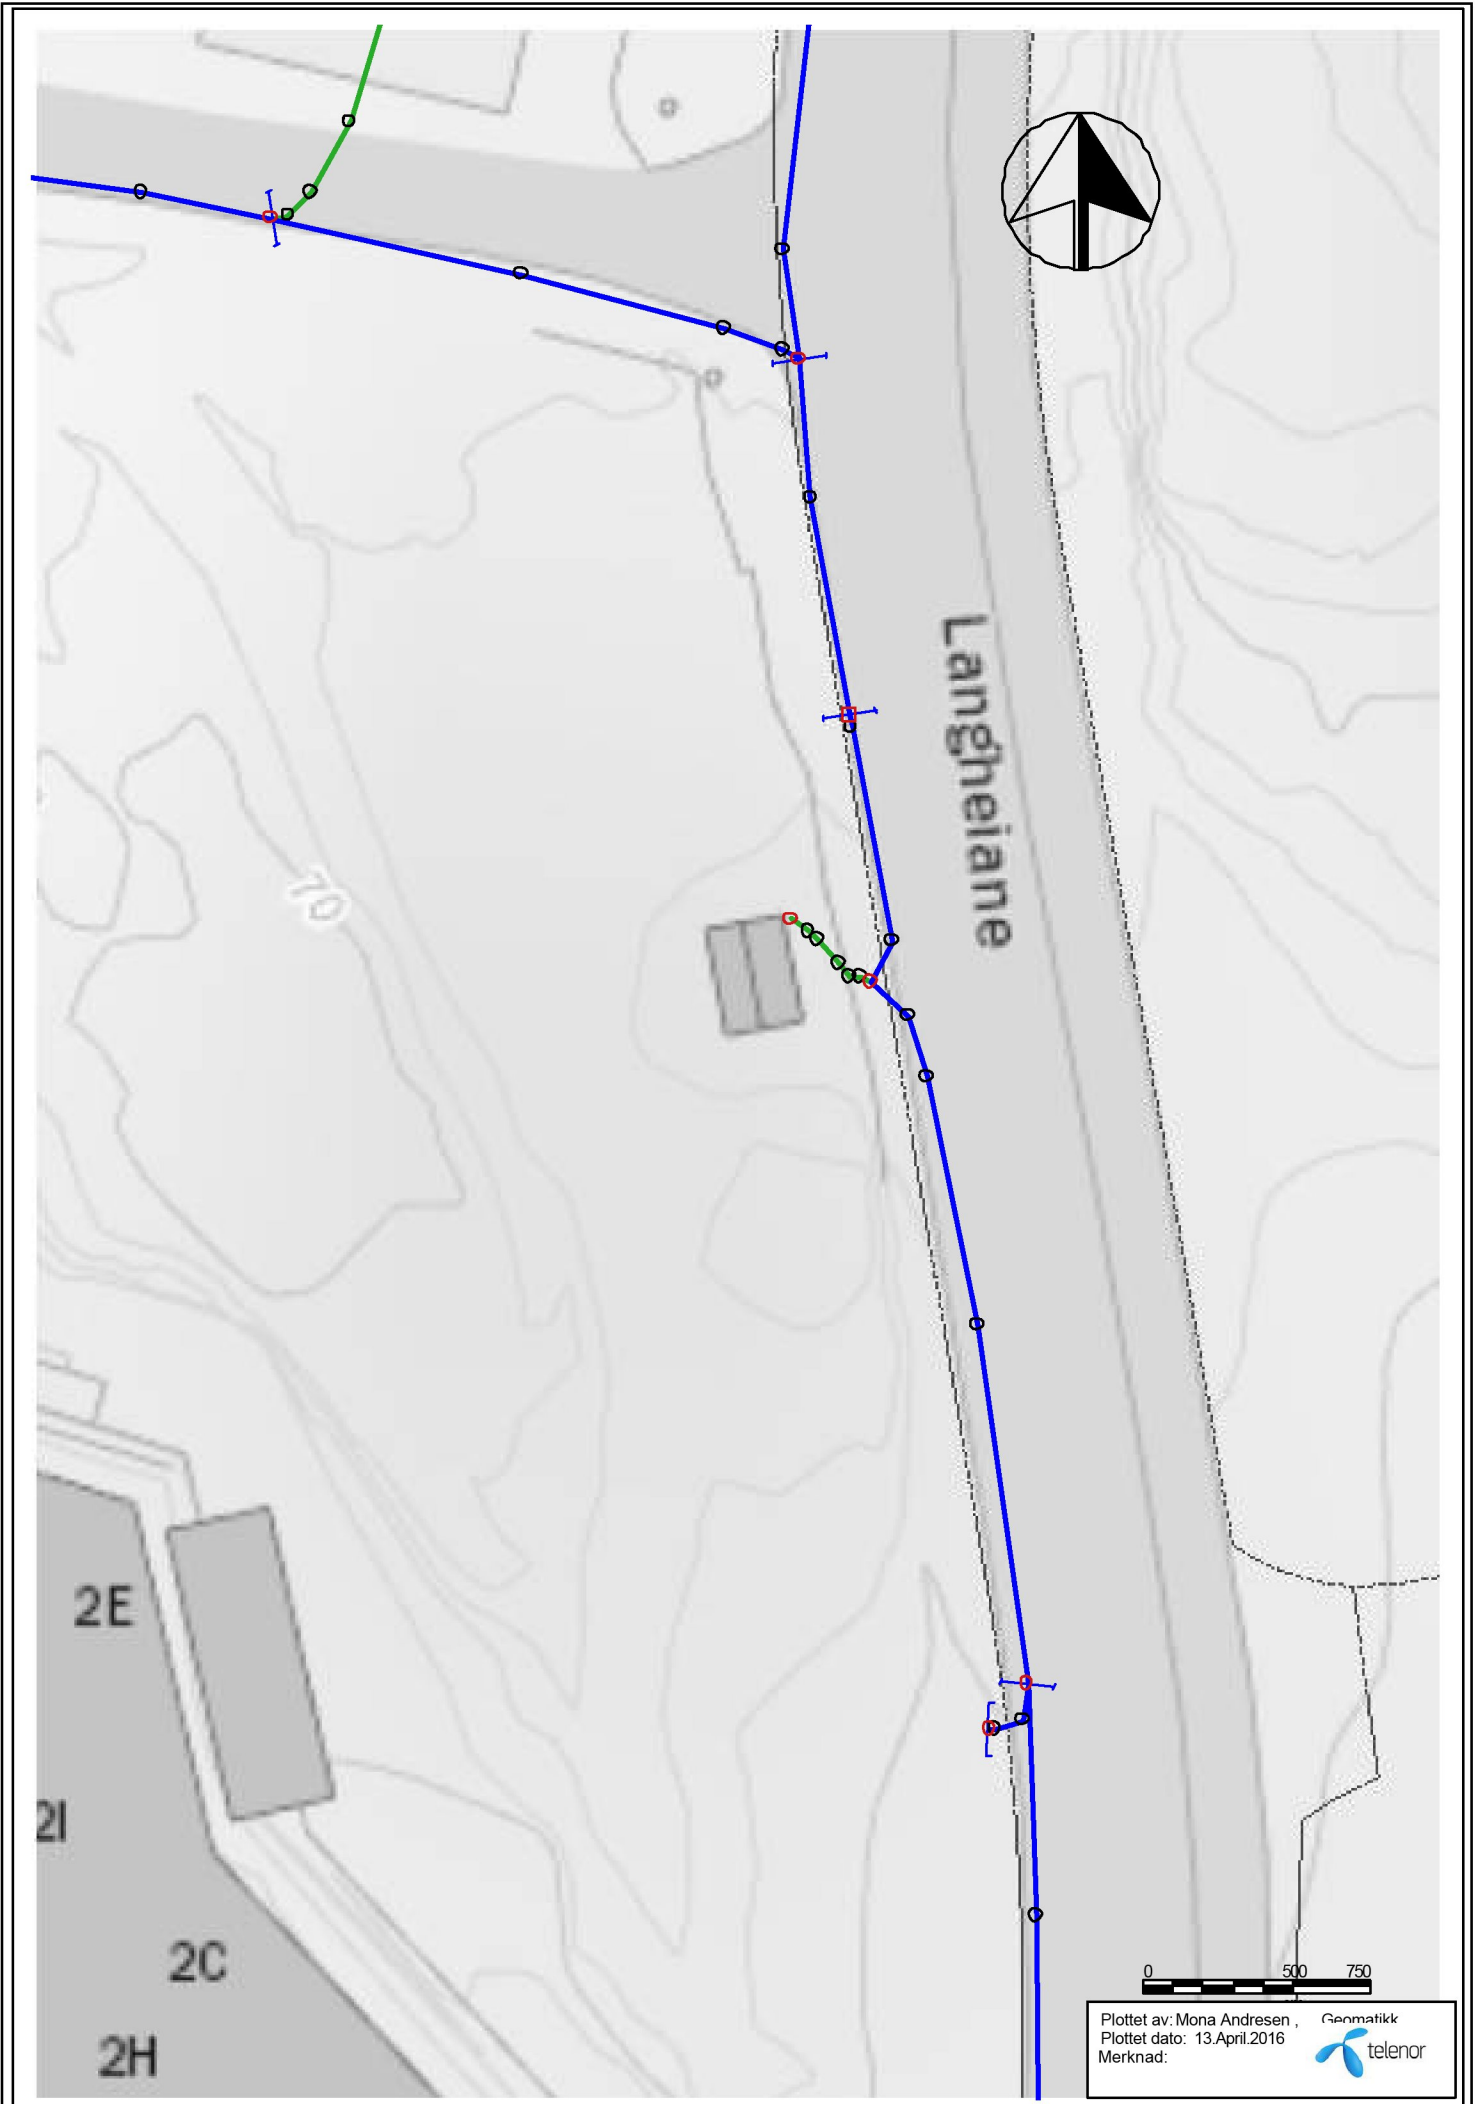 Langheiane
70
2E
2I
2C
2H
0 500 750
Plottet av: Mona Andresen , Geomatikk
Plottet dato: 13.April.2016
Merknad:
telenor